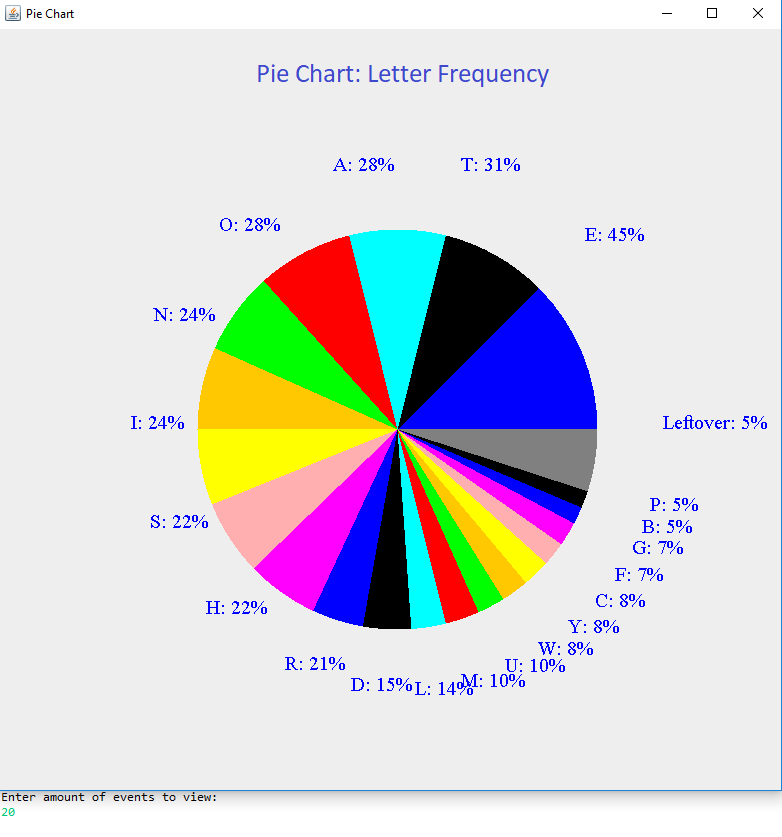 Pie Chart
Pie Chart: Letter Frequency
A: 28%
T: 31%
O: 28%
E: 45%
N: 24%
I: 24%
Leftover: 5%
P: 5%
S: 22%
B: 5%
G: 7%
F: 7%
C: 8%
H: 22%
Y: 8%
W: 8%
R: 21%
U: 10%
M: 10%
D: 15%
L: 14%
Enter amount of events to view:
20